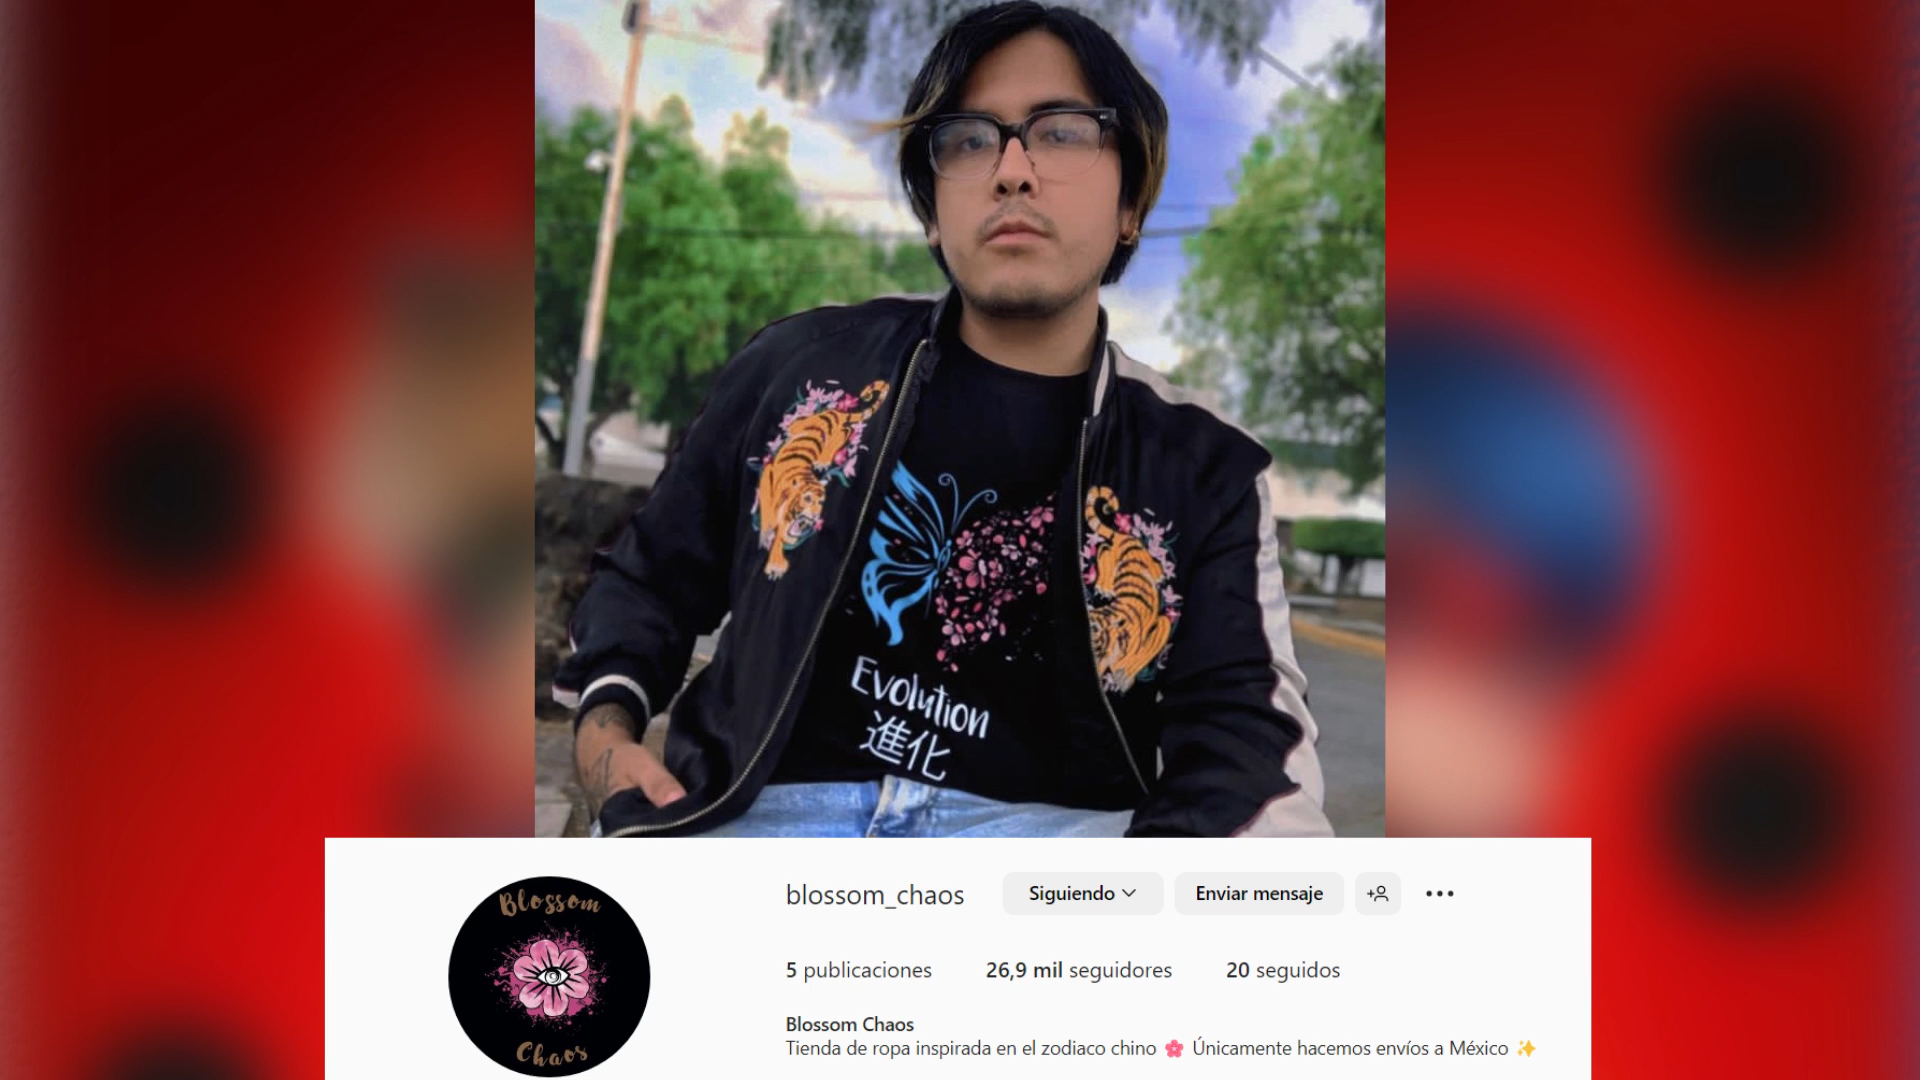 Evolution
進化
Blossom
Chaos
blossom_chaos
Siguiendo
Enviar mensaje
5 publicaciones
26,9 mil seguidores
20 seguidos
Blossom Chaos
Tienda de ropa inspirada en el zodiaco chino 🌸 Únicamente hacemos envíos a México ✨